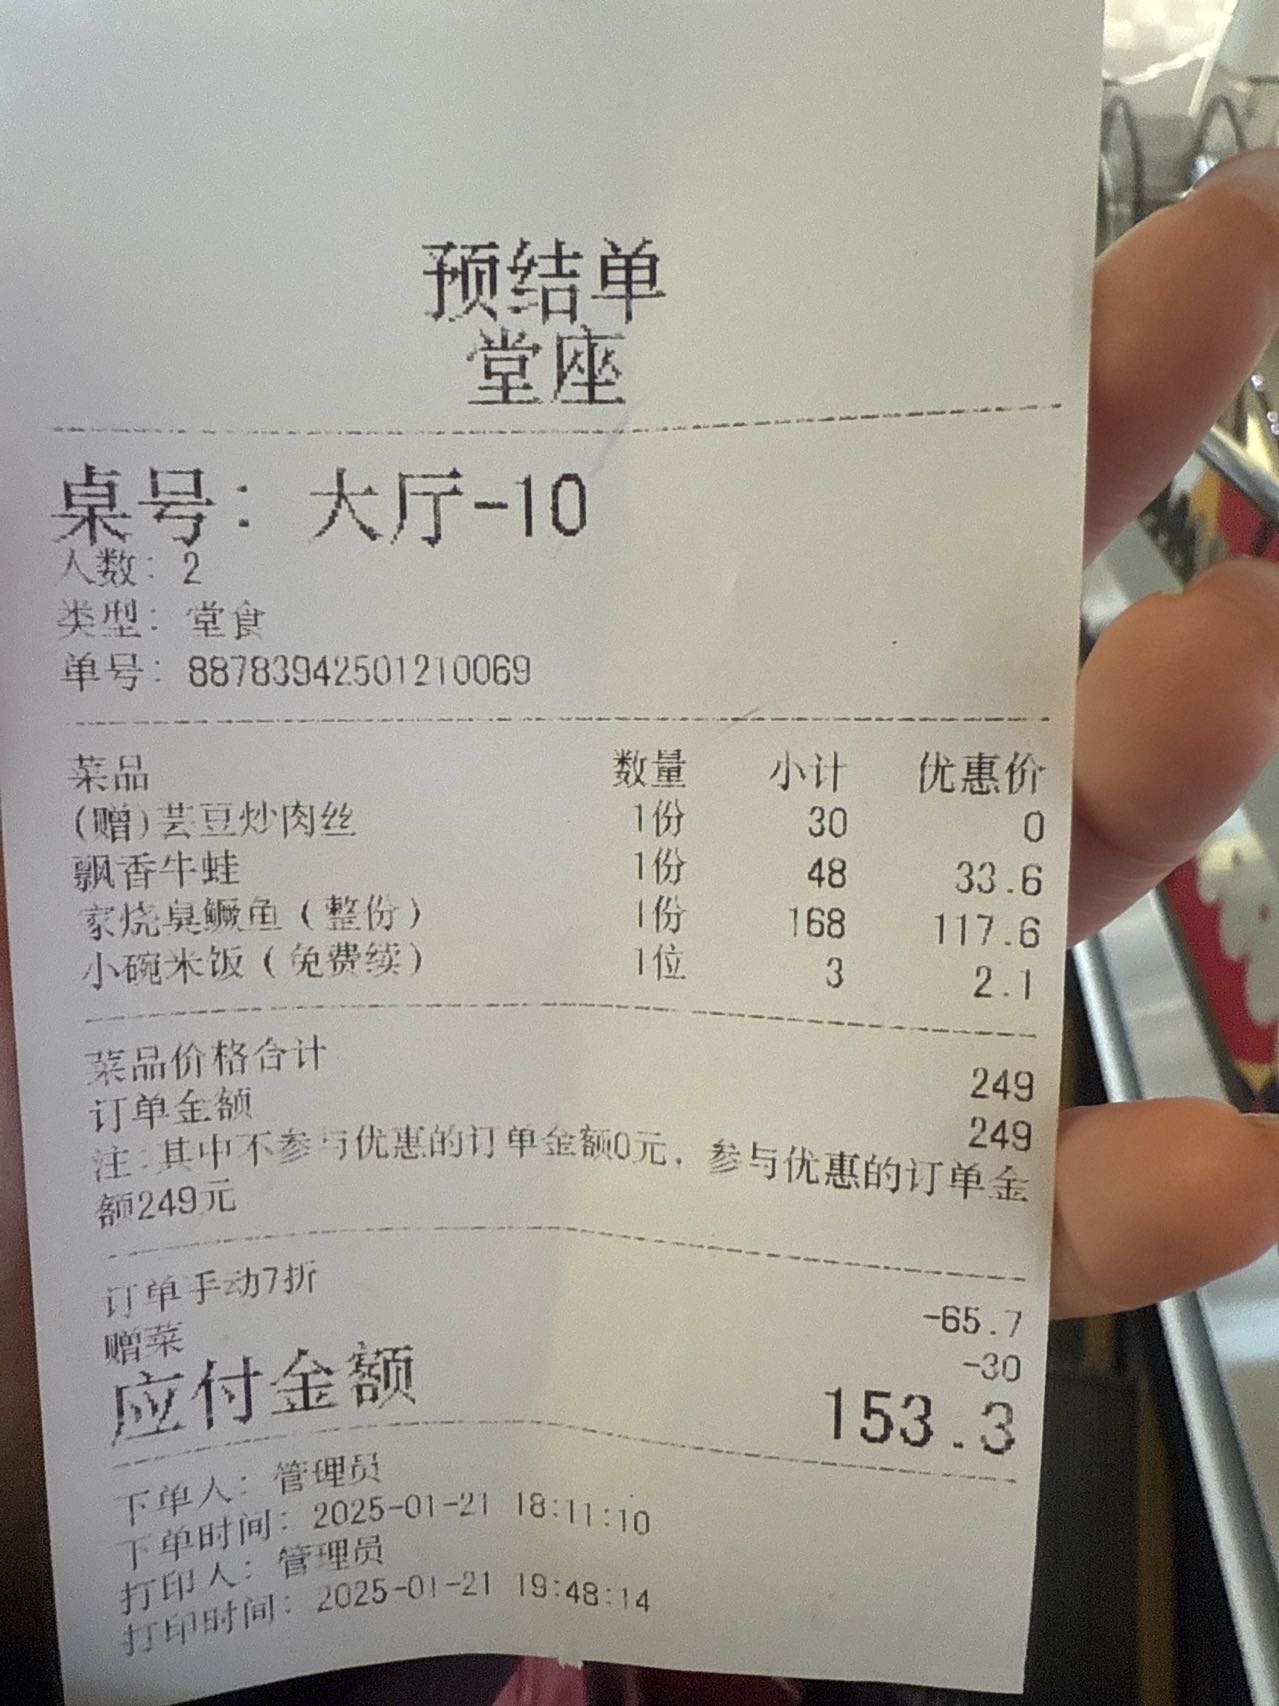 预结单
堂座
桌号: 大厅-10
人数: 2
类型: 堂食
单号: 88783942501210069
菜品 数量 小计 优惠价
(赠)芸豆炒肉丝 1份 30 0
飘香牛蛙 1份 48 33.6
家烧臭鳜鱼(整份) 1份 168 117.6
小碗米饭(免费续) 1位 3 2.1
菜品价格合计 249
订单金额 249
注:其中不参与优惠的订单金额0元, 参与优惠的订单金
额249元
订单手动7折 -65.7
赠菜 -30
应付金额 153.3
下单人: 管理员
下单时间: 2025-01-21 18:11:10
打印人: 管理员
打印时间: 2025-01-21 19:48:14